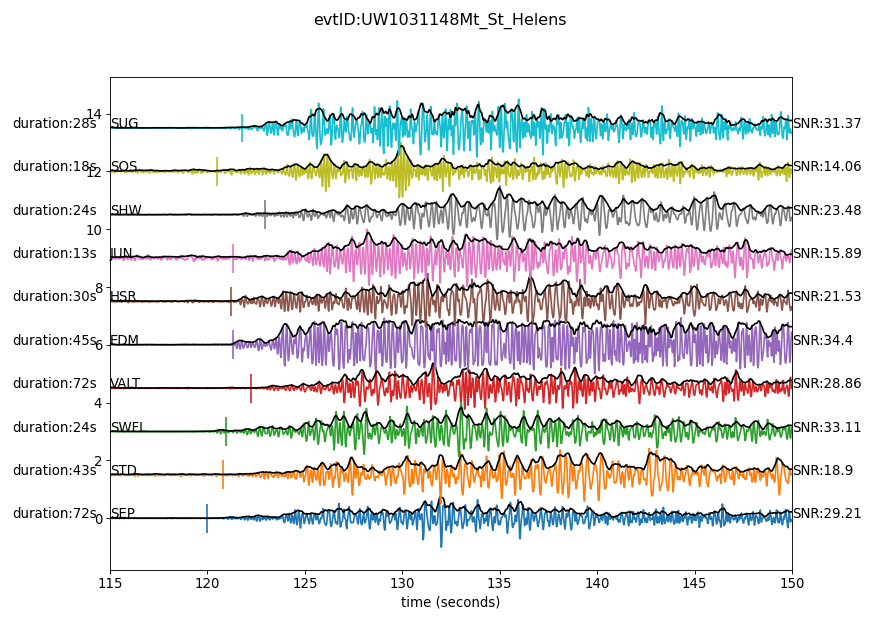 evtID:UW1031148Mt_St_Helens
14
duration:28s SUG SNR:31.37
duration:18s SOS SNR:14.06
12
duration:24s SHW SNR:23.48
10
duration:13s JUN SNR:15.89
8
duration:30s HSR SNR:21.53
duration:45s EDM SNR:34.4
6
duration:72s VALT SNR:28.86
4
duration:24s SWFL SNR:33.11
2
duration:43s STD SNR:18.9
duration:72s SEP SNR:29.21
0
115 120 125 130 135 140 145 150
time (seconds)